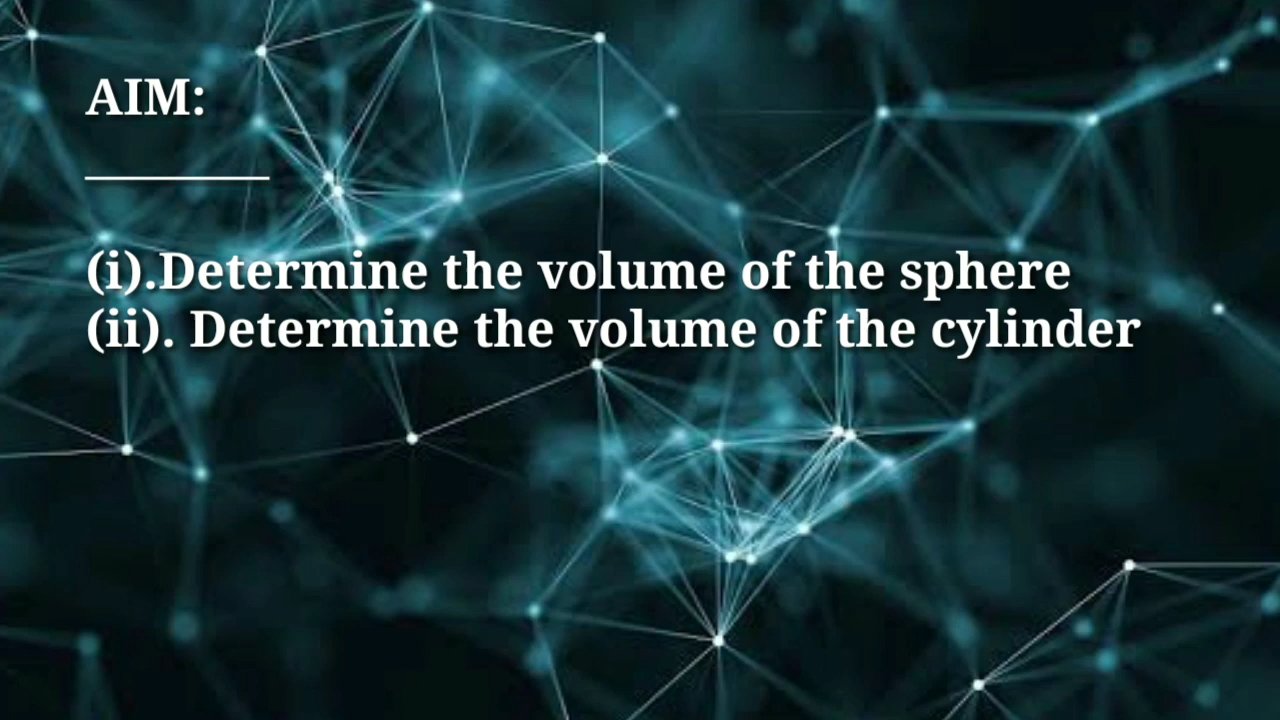 AIM:
(i).Determine the volume of the sphere
(ii). Determine the volume of the cylinder